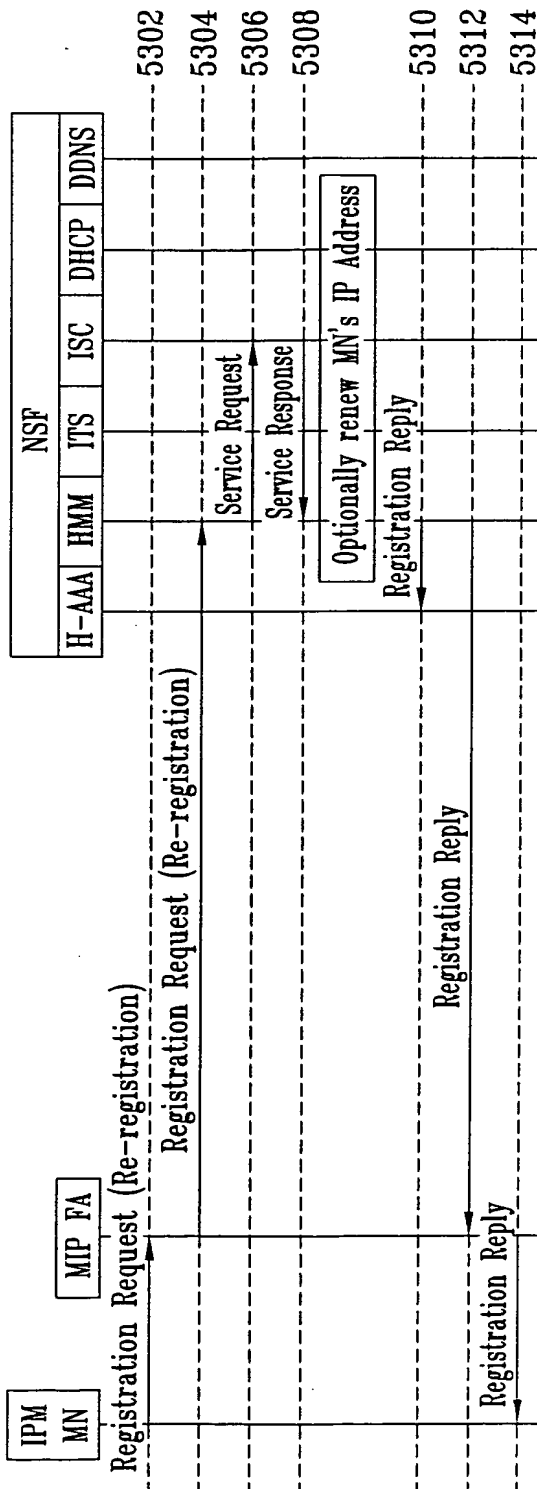 IPM
MN
MIP FA
NSF
H-AAA
HMM
ITS
ISC
DHCP
DDNS
Registration Request (Re-registration)
5302
Registration Request (Re-registration)
5304
Service Request
5306
Service Response
5308
Optionally renew MN's IP Address
Registration Reply
5310
Registration Reply
5312
Registration Reply
5314